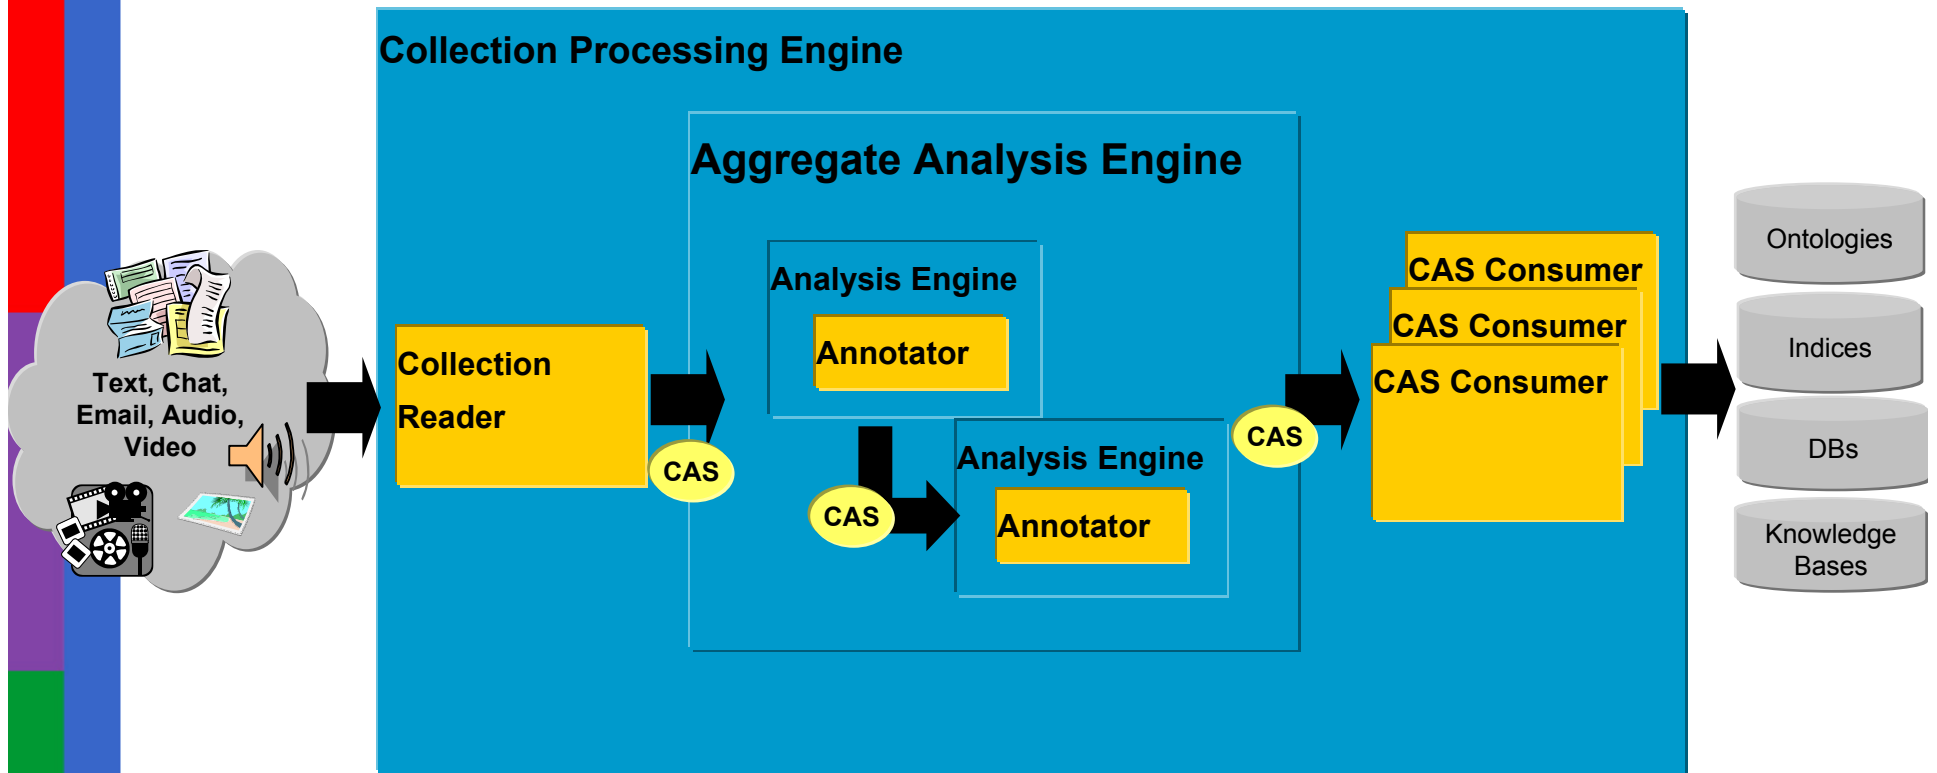 Collection Processing Engine
Aggregate Analysis Engine
Text, Chat,
Email, Audio,
Video
Collection
Reader
CAS
Analysis Engine
Annotator
CAS
Analysis Engine
Annotator
CAS
CAS Consumer
CAS Consumer
CAS Consumer
Ontologies
Indices
DBs
Knowledge
Bases